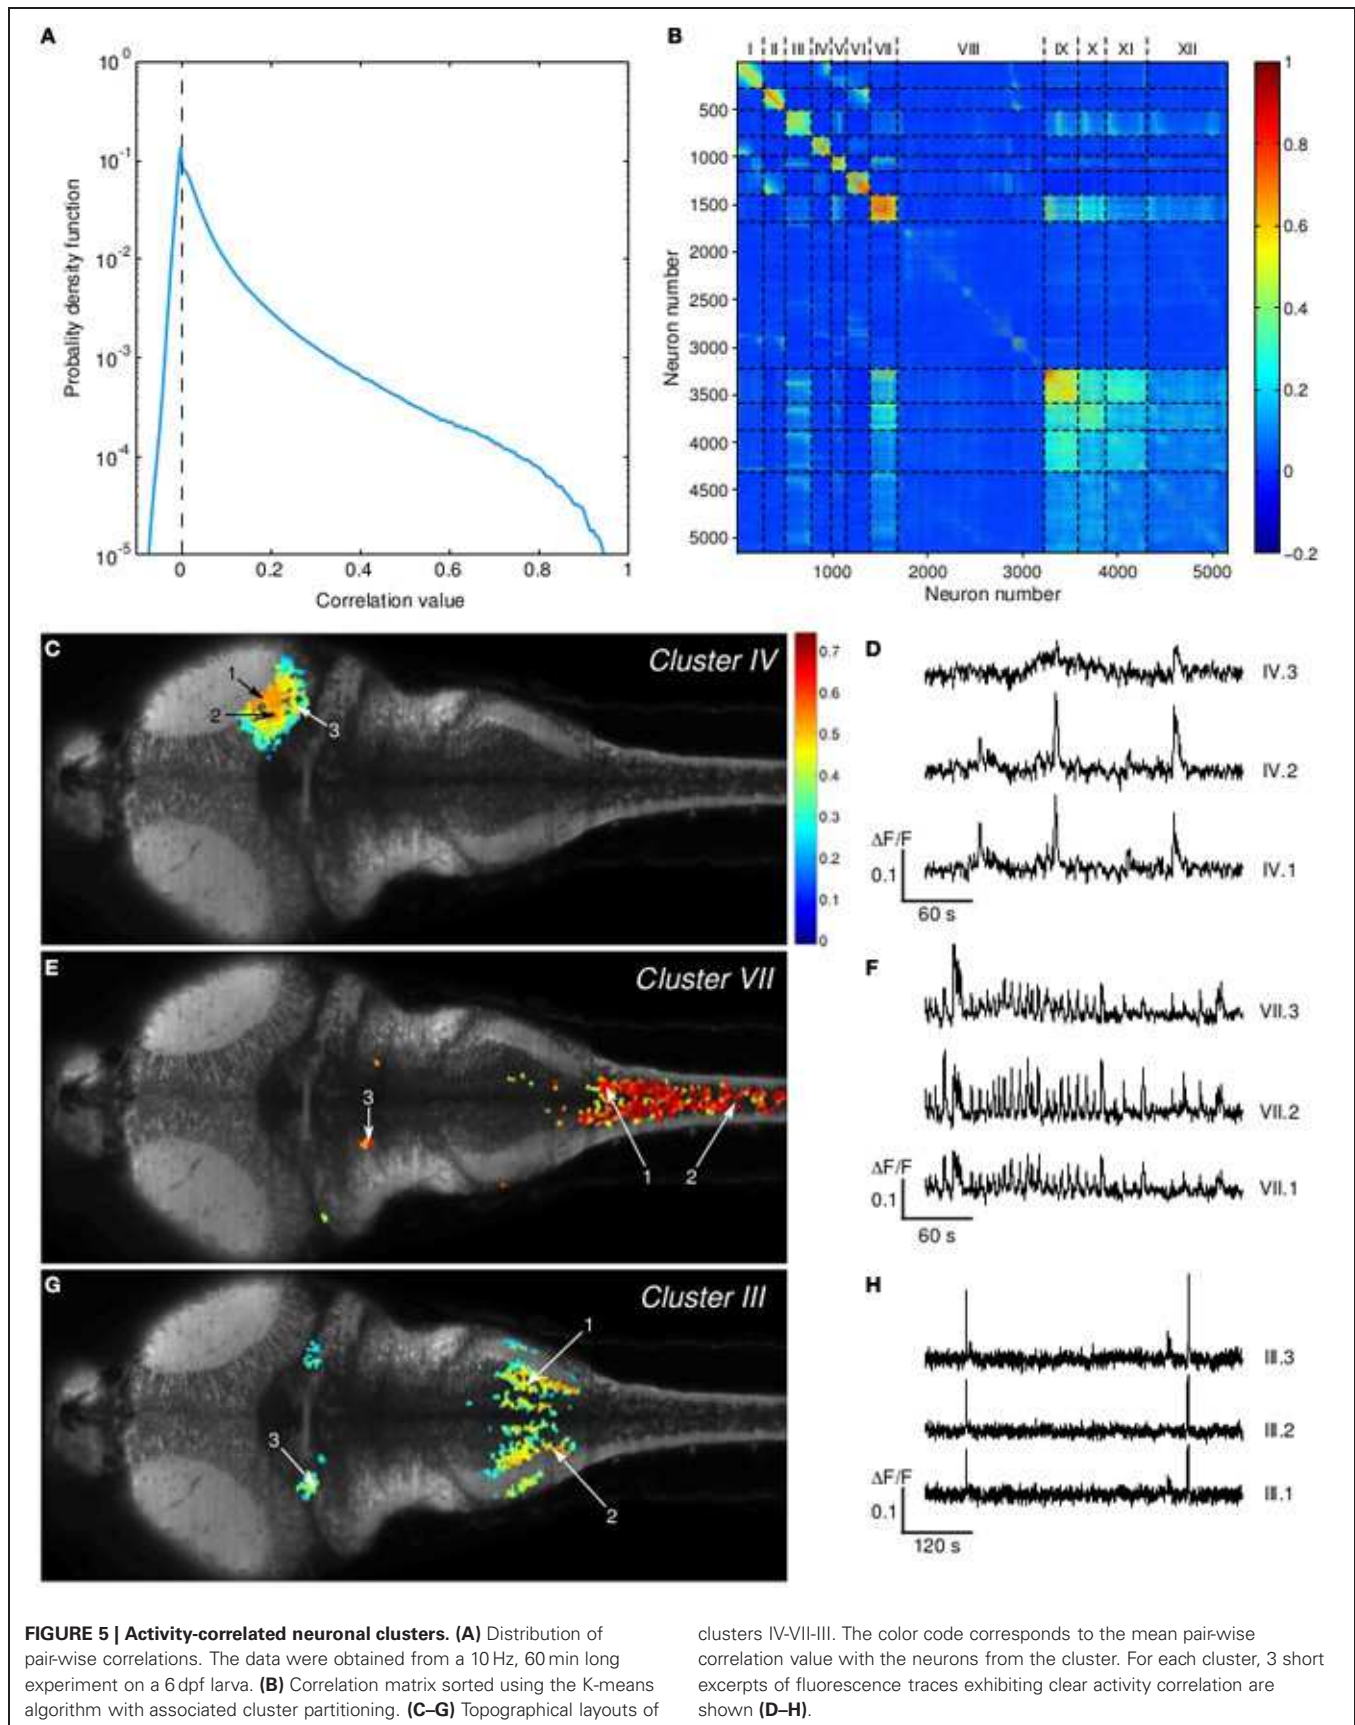 A
10^0
10^-1
10^-2
10^-3
10^-4
10^-5
Probality density function
0 0.2 0.4 0.6 0.8 1
Correlation value
B
I II III IV V VI VII VIII IX X XI XII
500
1000
1500
2000
2500
3000
3500
4000
4500
5000
Neuron number
1000 2000 3000 4000 5000
Neuron number
1
0.8
0.6
0.4
0.2
0
−0.2
C
Cluster IV
1
2
3
0.7
0.6
0.5
0.4
0.3
0.2
0.1
0
D
IV.3
IV.2
IV.1
ΔF/F
0.1
60 s
E
Cluster VII
3
1 2
F
VII.3
VII.2
VII.1
ΔF/F
0.1
60 s
G
Cluster III
1
3
2
H
III.3
III.2
III.1
ΔF/F
0.1
120 s
FIGURE 5 | Activity-correlated neuronal clusters. (A) Distribution of
pair-wise correlations. The data were obtained from a 10 Hz, 60 min long
experiment on a 6 dpf larva. (B) Correlation matrix sorted using the K-means
algorithm with associated cluster partitioning. (C–G) Topographical layouts of
clusters IV-VII-III. The color code corresponds to the mean pair-wise
correlation value with the neurons from the cluster. For each cluster, 3 short
excerpts of fluorescence traces exhibiting clear activity correlation are
shown (D–H).